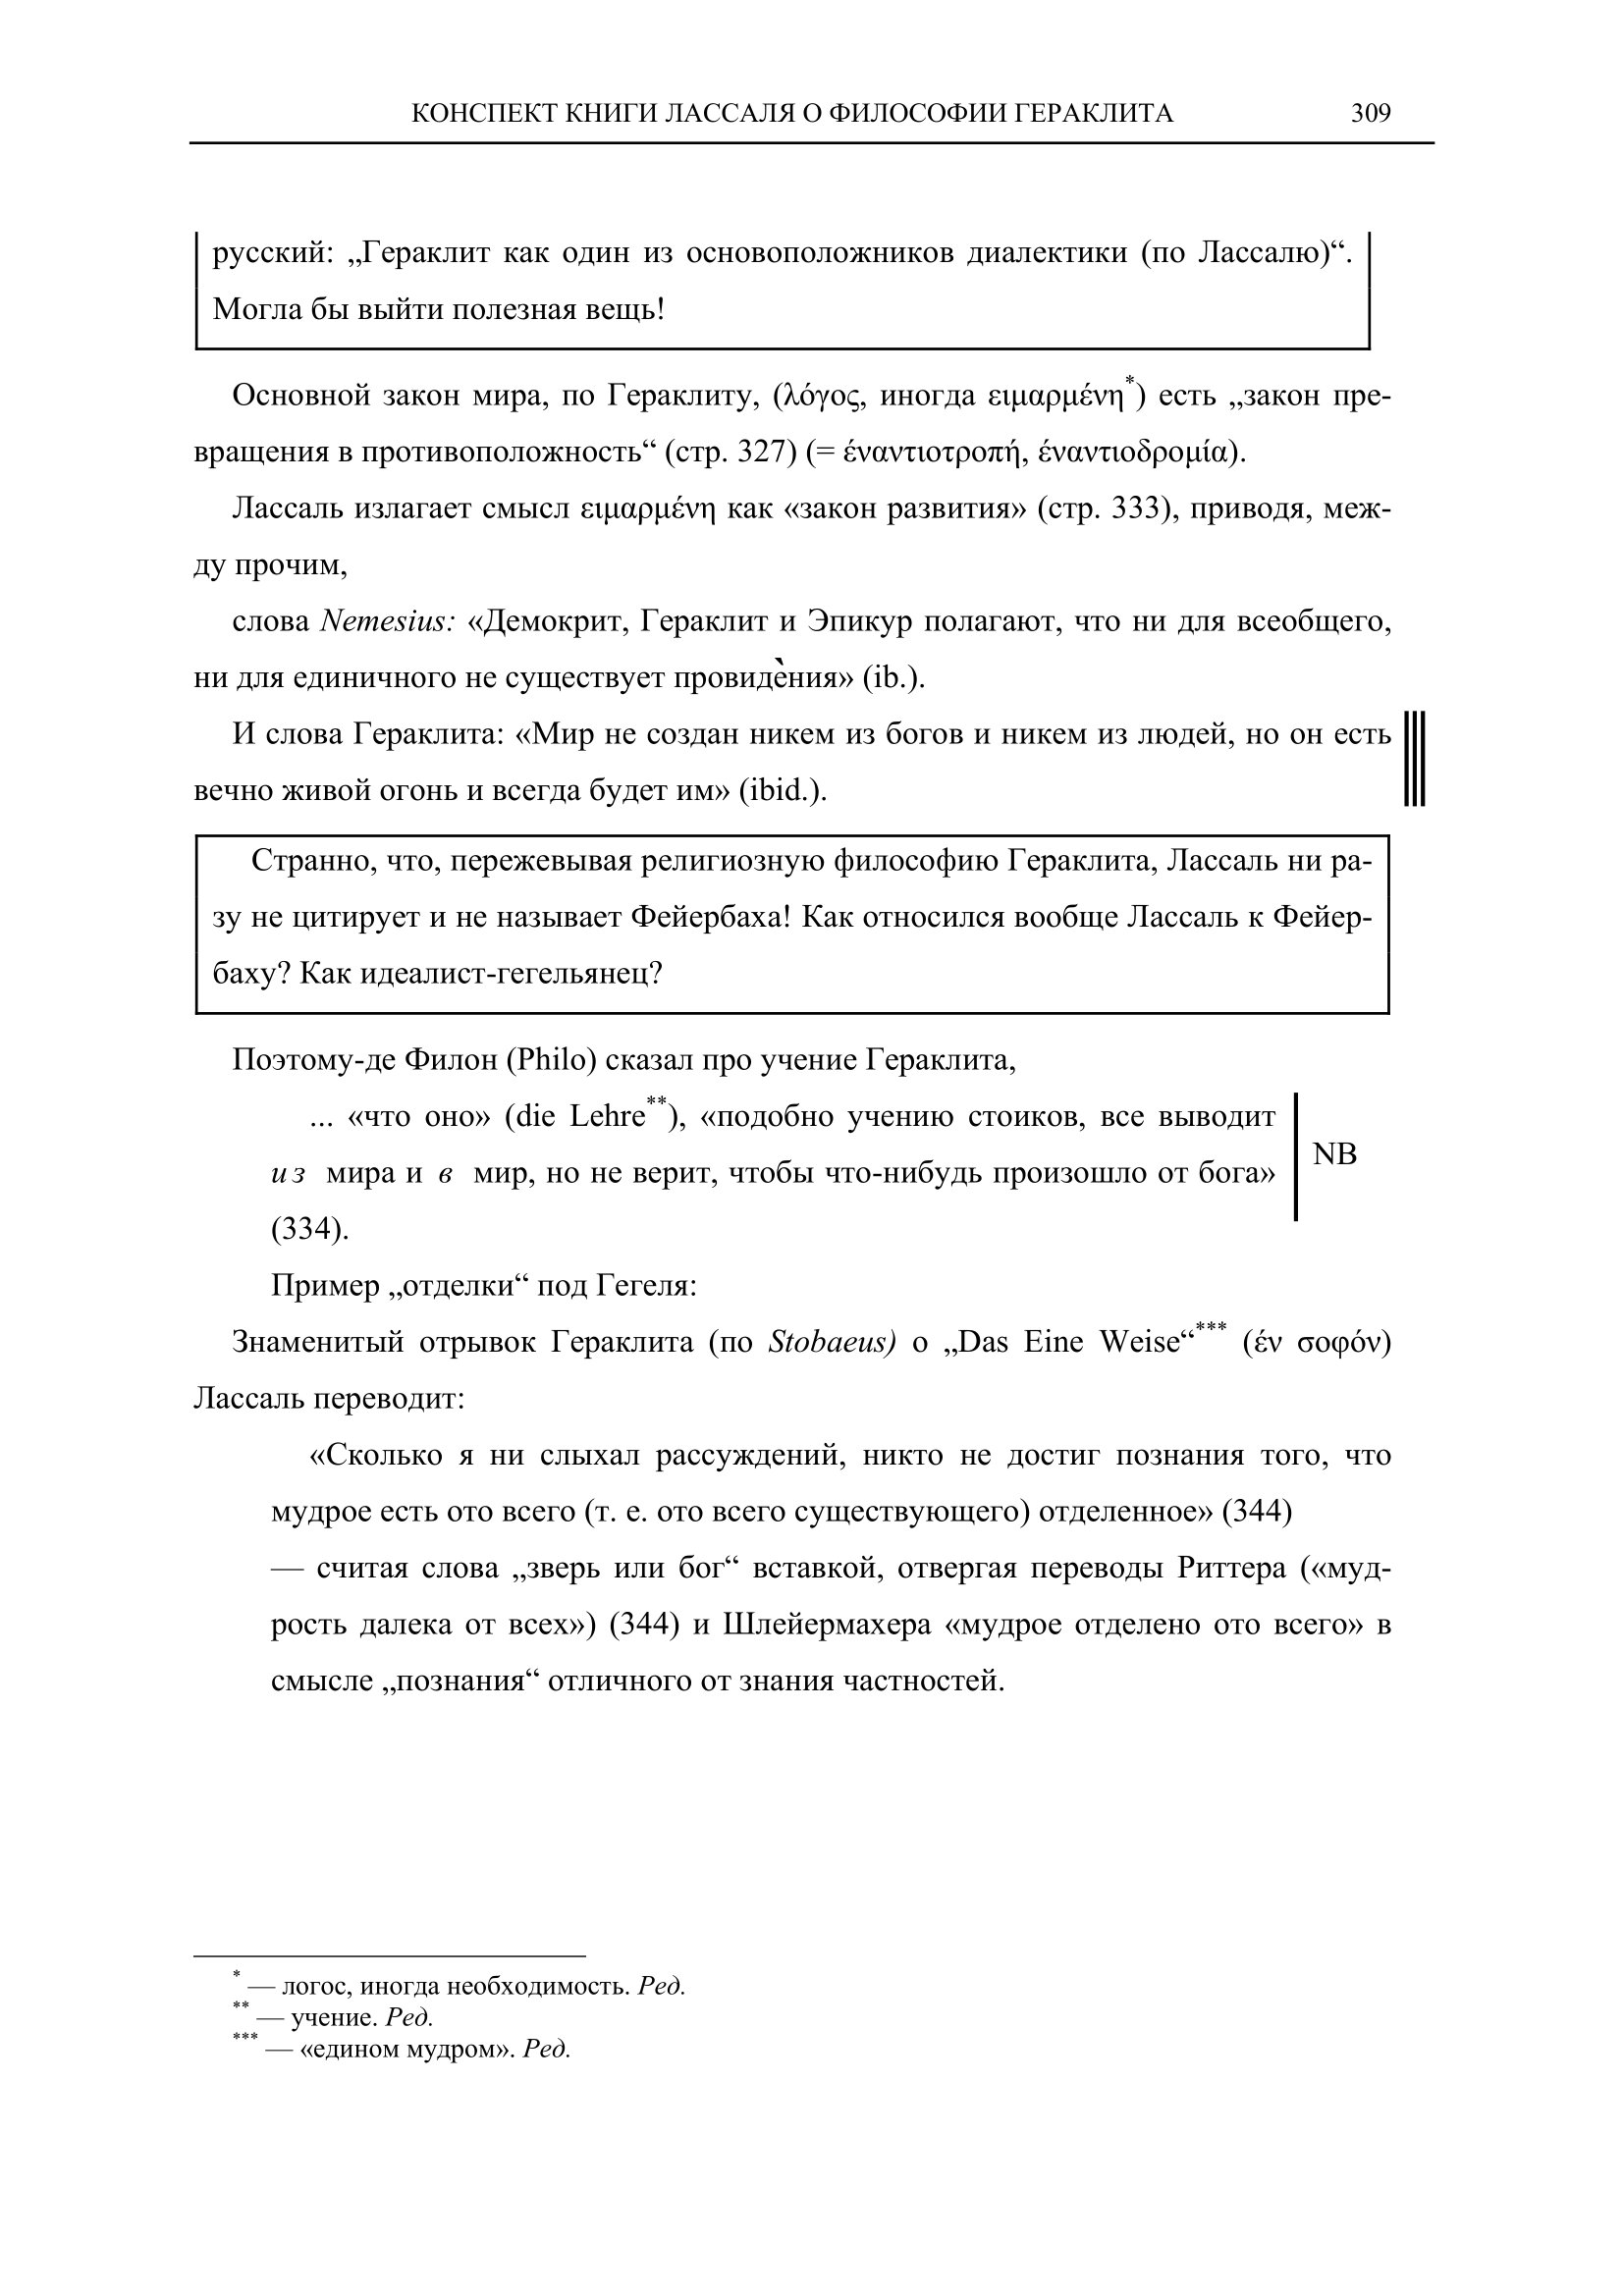 КОНСПЕКТ КНИГИ ЛАССАЛЯ О ФИЛОСОФИИ ГЕРАКЛИТА 309
русский: „Гераклит как один из основоположников диалектики (по Лассалю)“.
Могла бы выйти полезная вещь!
Основной закон мира, по Гераклиту, (λόγος, иногда ειμαρμένη*) есть „закон пре-
вращения в противоположность“ (стр. 327) (= έναντιοτροπή, έναντιοδρομία).
Лассаль излагает смысл ειμαρμένη как «закон развития» (стр. 333), приводя, меж-
ду прочим,
слова Nemesius: «Демокрит, Гераклит и Эпикур полагают, что ни для всеобщего,
ни для единичного не существует провидѐния» (ib.).
И слова Гераклита: «Мир не создан никем из богов и никем из людей, но он есть
вечно живой огонь и всегда будет им» (ibid.).
Странно, что, пережевывая религиозную философию Гераклита, Лассаль ни ра-
зу не цитирует и не называет Фейербаха! Как относился вообще Лассаль к Фейер-
баху? Как идеалист-гегельянец?
Поэтому-де Филон (Philo) сказал про учение Гераклита,
... «что оно» (die Lehre**), «подобно учению стоиков, все выводит
из мира и в мир, но не верит, чтобы что-нибудь произошло от бога»
(334).
NB
Пример „отделки“ под Гегеля:
Знаменитый отрывок Гераклита (по Stobaeus) о „Das Eine Weise“*** (έν σοφόν)
Лассаль переводит:
«Сколько я ни слыхал рассуждений, никто не достиг познания того, что
мудрое есть ото всего (т. е. ото всего существующего) отделенное» (344)
— считая слова „зверь или бог“ вставкой, отвергая переводы Риттера («муд-
рость далека от всех») (344) и Шлейермахера «мудрое отделено ото всего» в
смысле „познания“ отличного от знания частностей.
* — логос, иногда необходимость. Ред.
** — учение. Ред.
*** — «едином мудром». Ред.